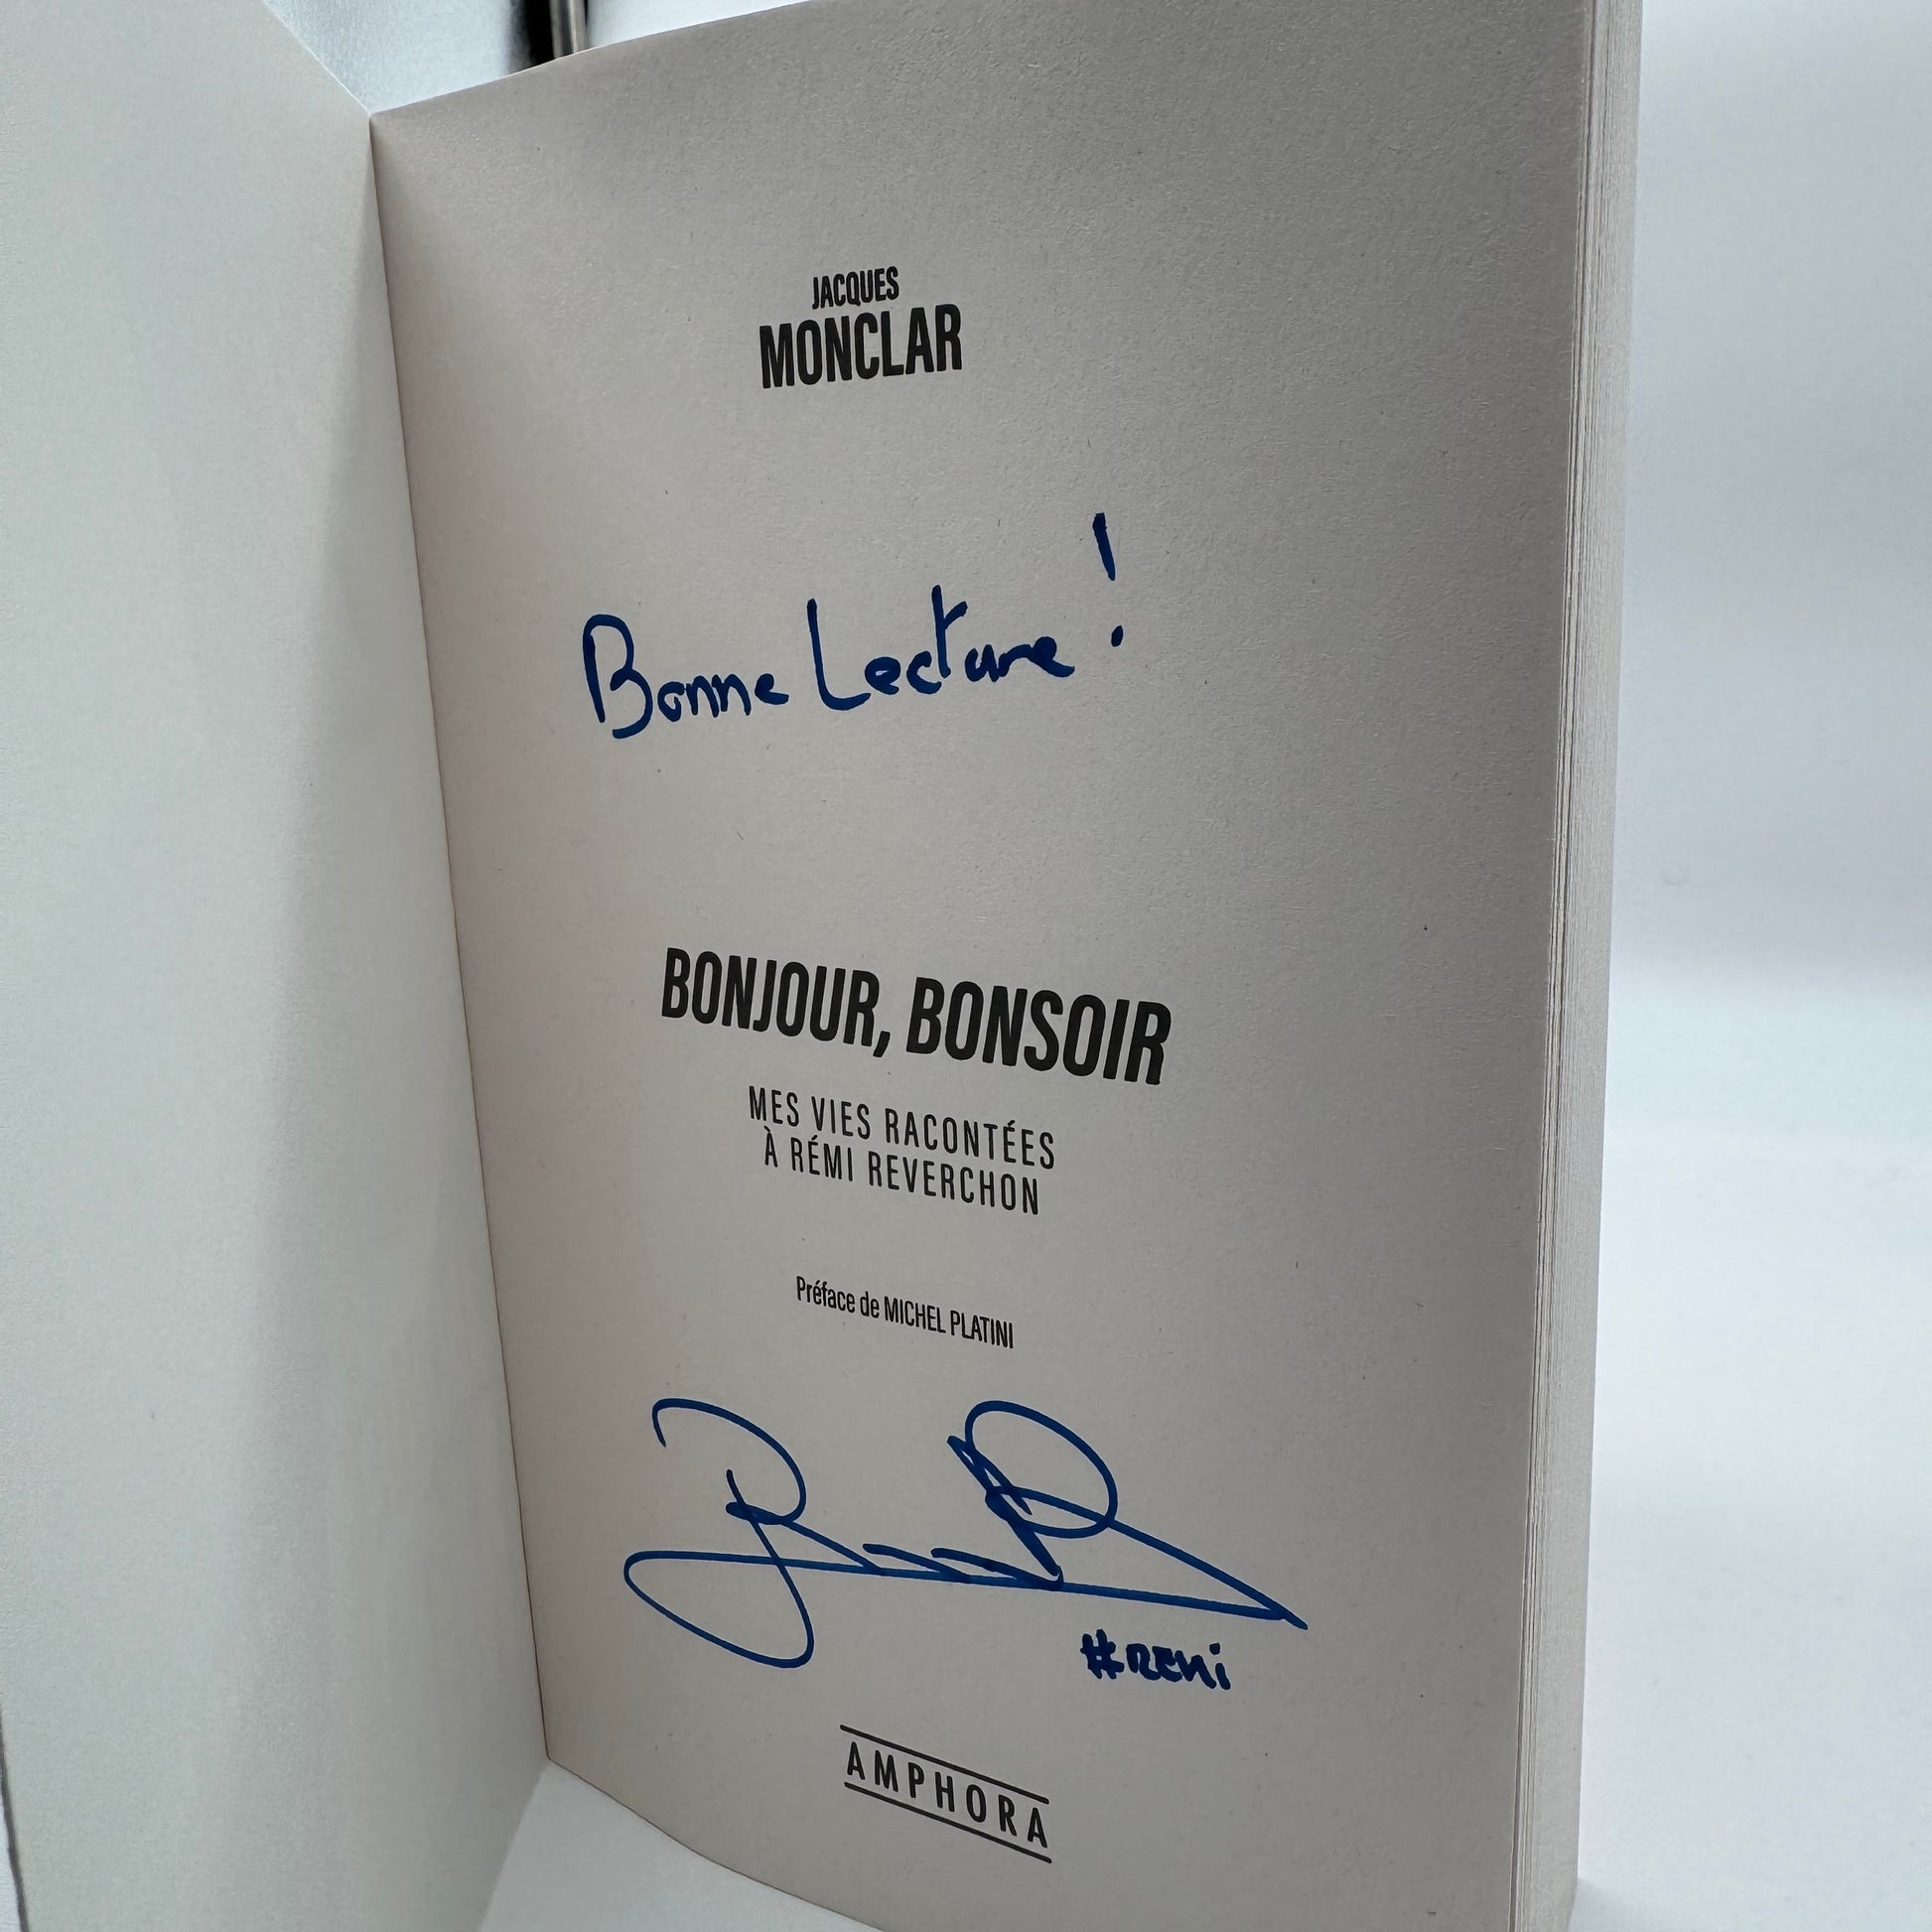 JACQUES
MONCLAR
Bonne Lecture !
BONJOUR, BONSOIR
MES VIES RACONTÉES
À RÉMI REVERCHON
Préface de MICHEL PLATINI
#REMi
AMPHORA